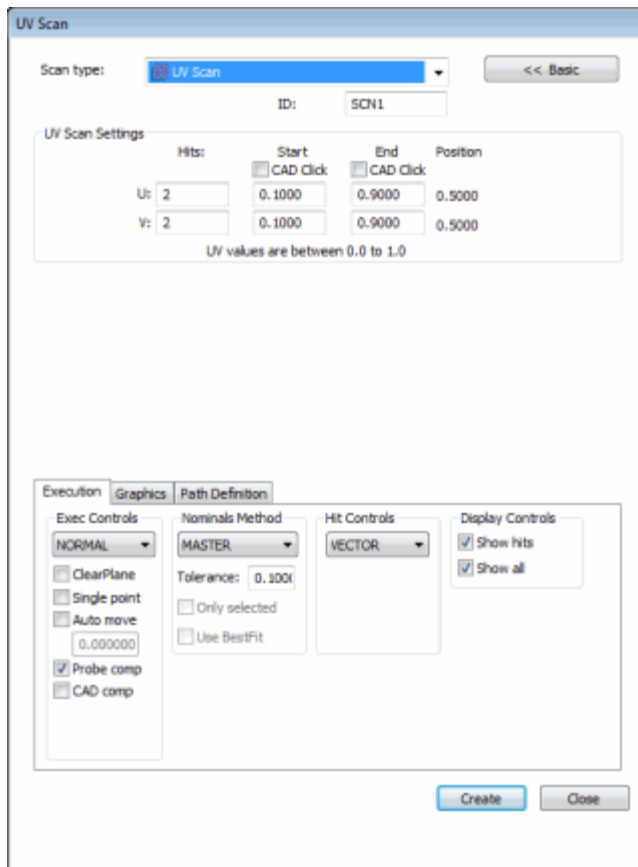 UV Scan
Scan type: UV Scan << Basic
ID: SCN1
UV Scan Settings
Hits: Start End Position
CAD Click CAD Click
U: 2 0.1000 0.9000 0.5000
V: 2 0.1000 0.9000 0.5000
UV values are between 0.0 to 1.0
Execution Graphics Path Definition
Exec Controls Nominals Method Hit Controls Display Controls
NORMAL MASTER VECTOR Show hits
ClearPlane Tolerance: 0.100 Show all
Single point Only selected
Auto move Use BestFit
0.000000
Probe comp
CAD comp
Create Close